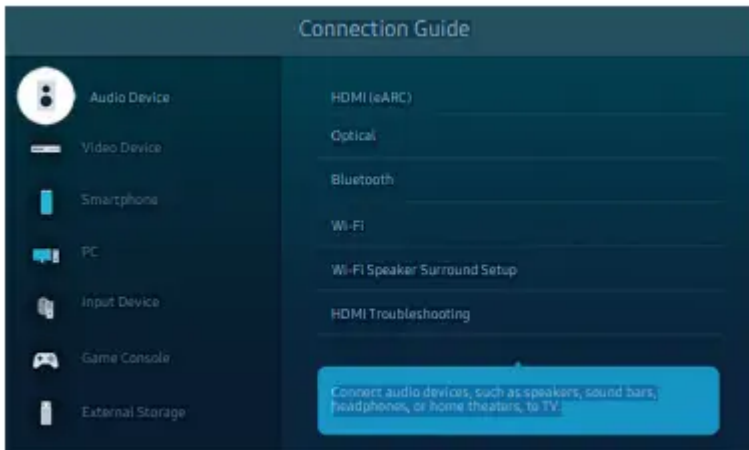 Connection Guide
Audio Device
Video Device
Smartphone
PC
Input Device
Game Console
External Storage
HDMI (eARC)
Optical
Bluetooth
Wi-Fi
Wi-Fi Speaker Surround Setup
HDMI Troubleshooting
Connect audio devices, such as speakers, sound bars,
headphones, or home theaters, to TV.